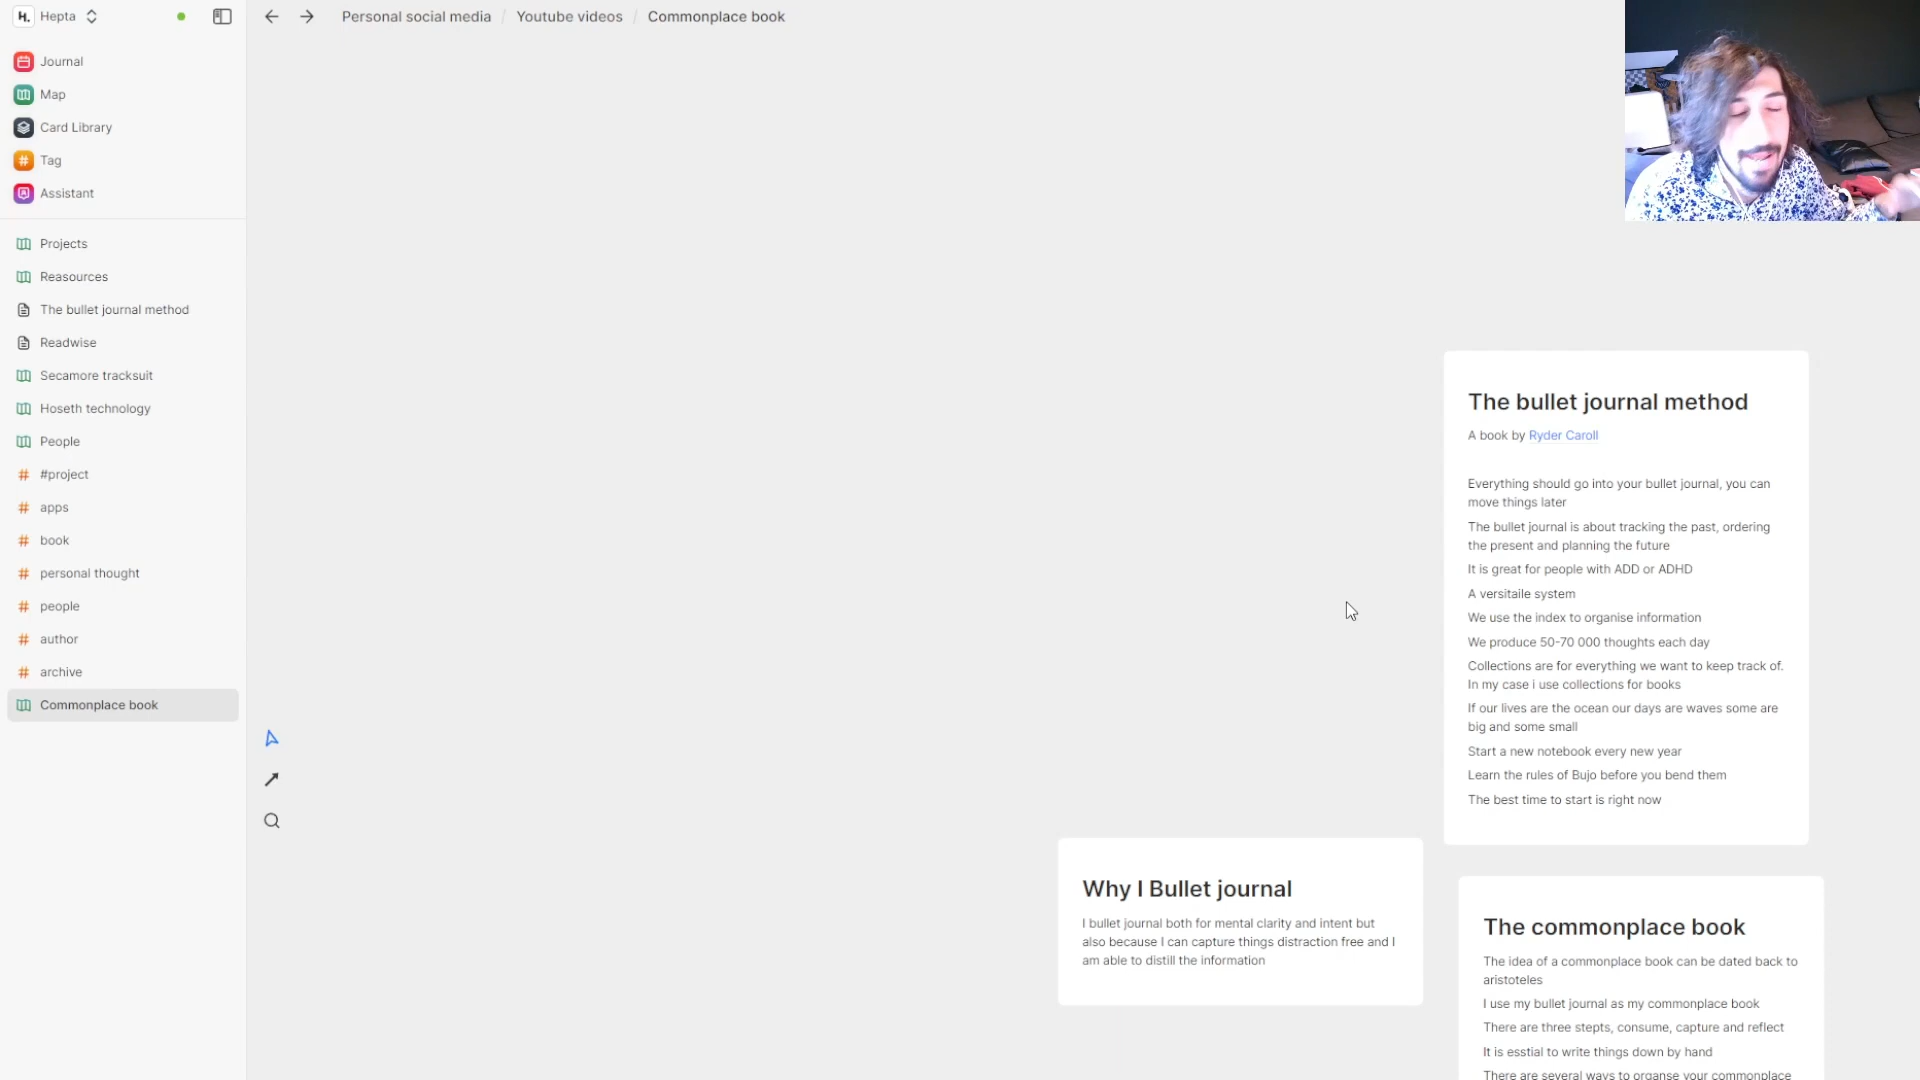 H.
Hepta
Personal social media / Youtube videos / Commonplace book
Journal
Map
Card Library
Tag
Assistant
Projects
Reasources
The bullet journal method
Readwise
Secamore tracksuit
Hoseth technology
People
# #project
# apps
# book
# personal thought
# people
# author
# archive
Commonplace book
The bullet journal method
A book by Ryder Caroll
Everything should go into your bullet journal, you can
move things later
The bullet journal is about tracking the past, ordering
the present and planning the future
It is great for people with ADD or ADHD
A versitaile system
We use the index to organise information
We produce 50-70 000 thoughts each day
Collections are for everything we want to keep track of.
In my case i use collections for books
If our lives are the ocean our days are waves some are
big and some small
Start a new notebook every new year
Learn the rules of Bujo before you bend them
The best time to start is right now
Why I Bullet journal
I bullet journal both for mental clarity and intent but
also because I can capture things distraction free and I
am able to distill the information
The commonplace book
The idea of a commonplace book can be dated back to
aristoteles
I use my bullet journal as my commonplace book
There are three stepts, consume, capture and reflect
It is esstial to write things down by hand
There are several ways to organse your commonplace